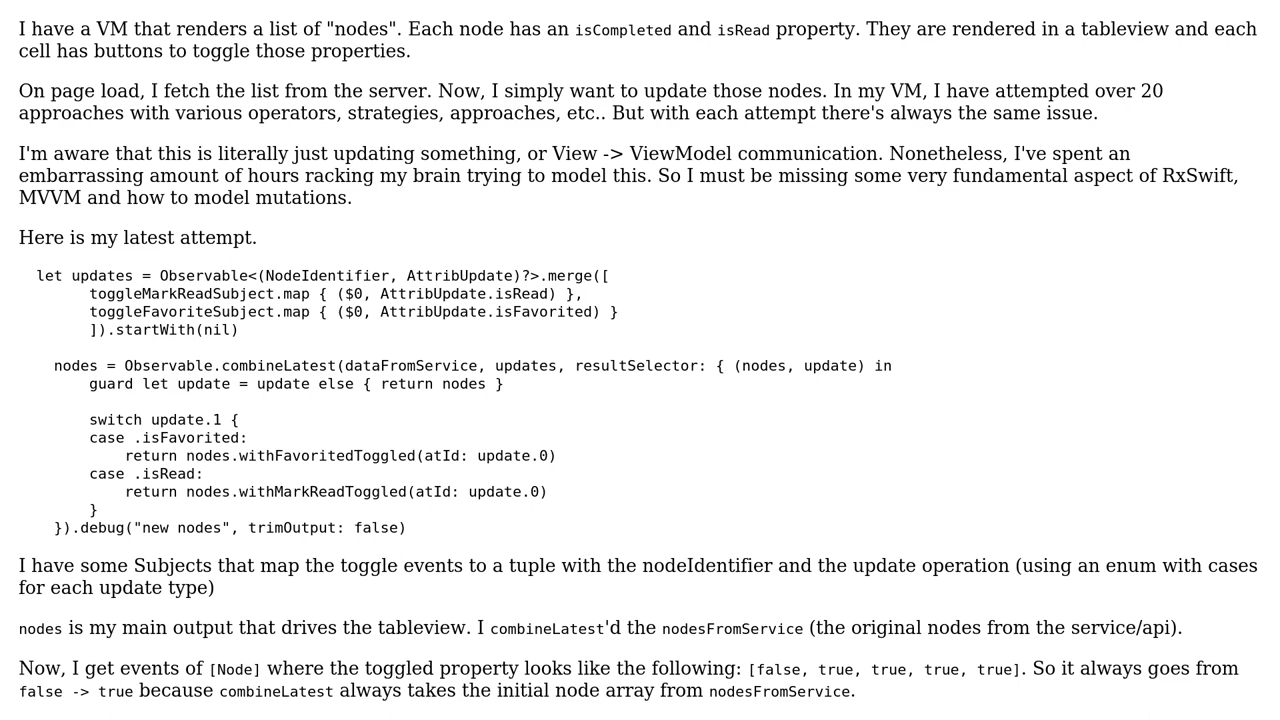 I have a VM that renders a list of "nodes". Each node has an isCompleted and isRead property. They are rendered in a tableview and each
cell has buttons to toggle those properties.
On page load, I fetch the list from the server. Now, I simply want to update those nodes. In my VM, I have attempted over 20
approaches with various operators, strategies, approaches, etc.. But with each attempt there's always the same issue.
I'm aware that this is literally just updating something, or View -> ViewModel communication. Nonetheless, I've spent an
embarrassing amount of hours racking my brain trying to model this. So I must be missing some very fundamental aspect of RxSwift,
MVVM and how to model mutations.
Here is my latest attempt.
let updates = Observable<(NodeIdentifier, AttribUpdate)?>.merge([
toggleMarkReadSubject.map { ($0, AttribUpdate.isRead) },
toggleFavoriteSubject.map { ($0, AttribUpdate.isFavorited) }
]).startWith(nil)
nodes = Observable.combineLatest(dataFromService, updates, resultSelector: { (nodes, update) in
guard let update = update else { return nodes }
switch update.1 {
case .isFavorited:
return nodes.withFavoritedToggled(atId: update.0)
case .isRead:
return nodes.withMarkReadToggled(atId: update.0)
}
}).debug("new nodes", trimOutput: false)
I have some Subjects that map the toggle events to a tuple with the nodeIdentifier and the update operation (using an enum with cases
for each update type)
nodes is my main output that drives the tableview. I combineLatest'd the nodesFromService (the original nodes from the service/api).
Now, I get events of [Node] where the toggled property looks like the following: [false, true, true, true, true]. So it always goes from
false -> true because combineLatest always takes the initial node array from nodesFromService.